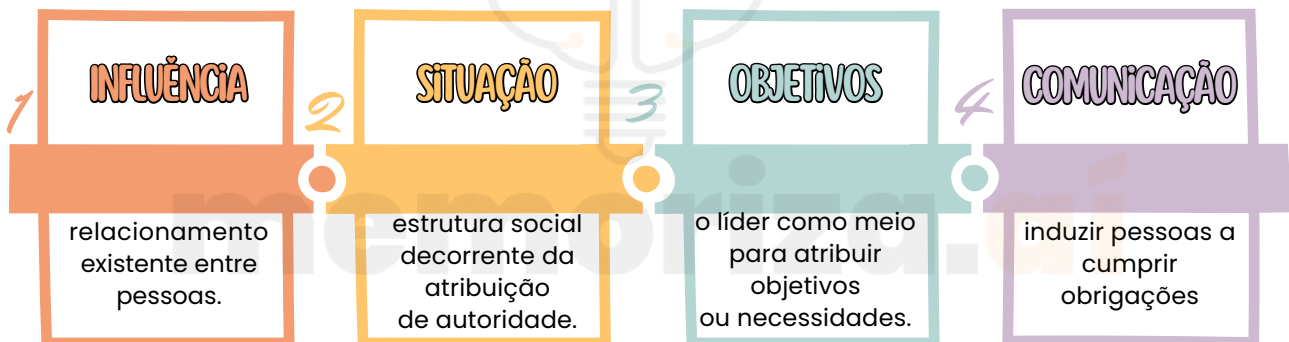 1
INFLUÊNCIA
relacionamento
existente entre
pessoas.
2
SiTUAÇÃO
estrutura social
decorrente da
atribuição
de autoridade.
3
OBJETiVOS
o líder como meio
para atribuir
objetivos
ou necessidades.
4
COMUNiCAÇÃO
induzir pessoas a
cumprir
obrigações
memoriza.aí